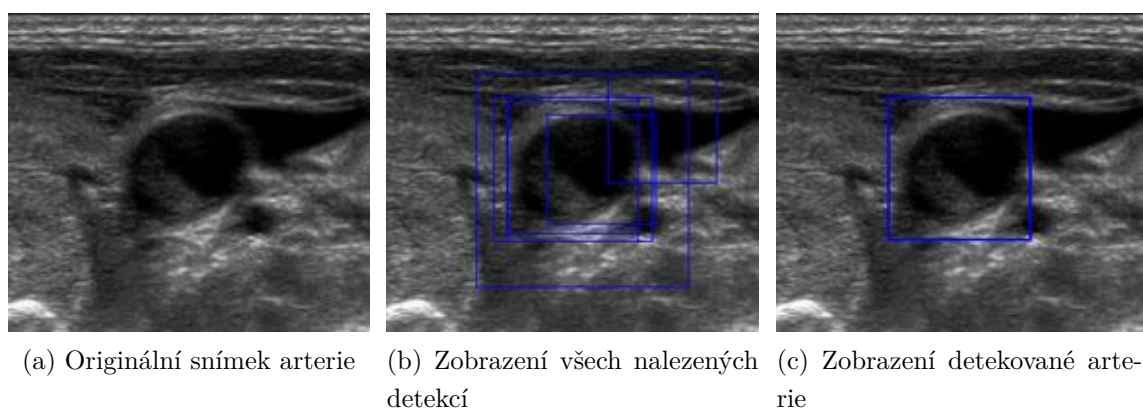 (a) Originální snímek arterie
(b) Zobrazení všech nalezených
detekcí
(c) Zobrazení detekované arte-
rie